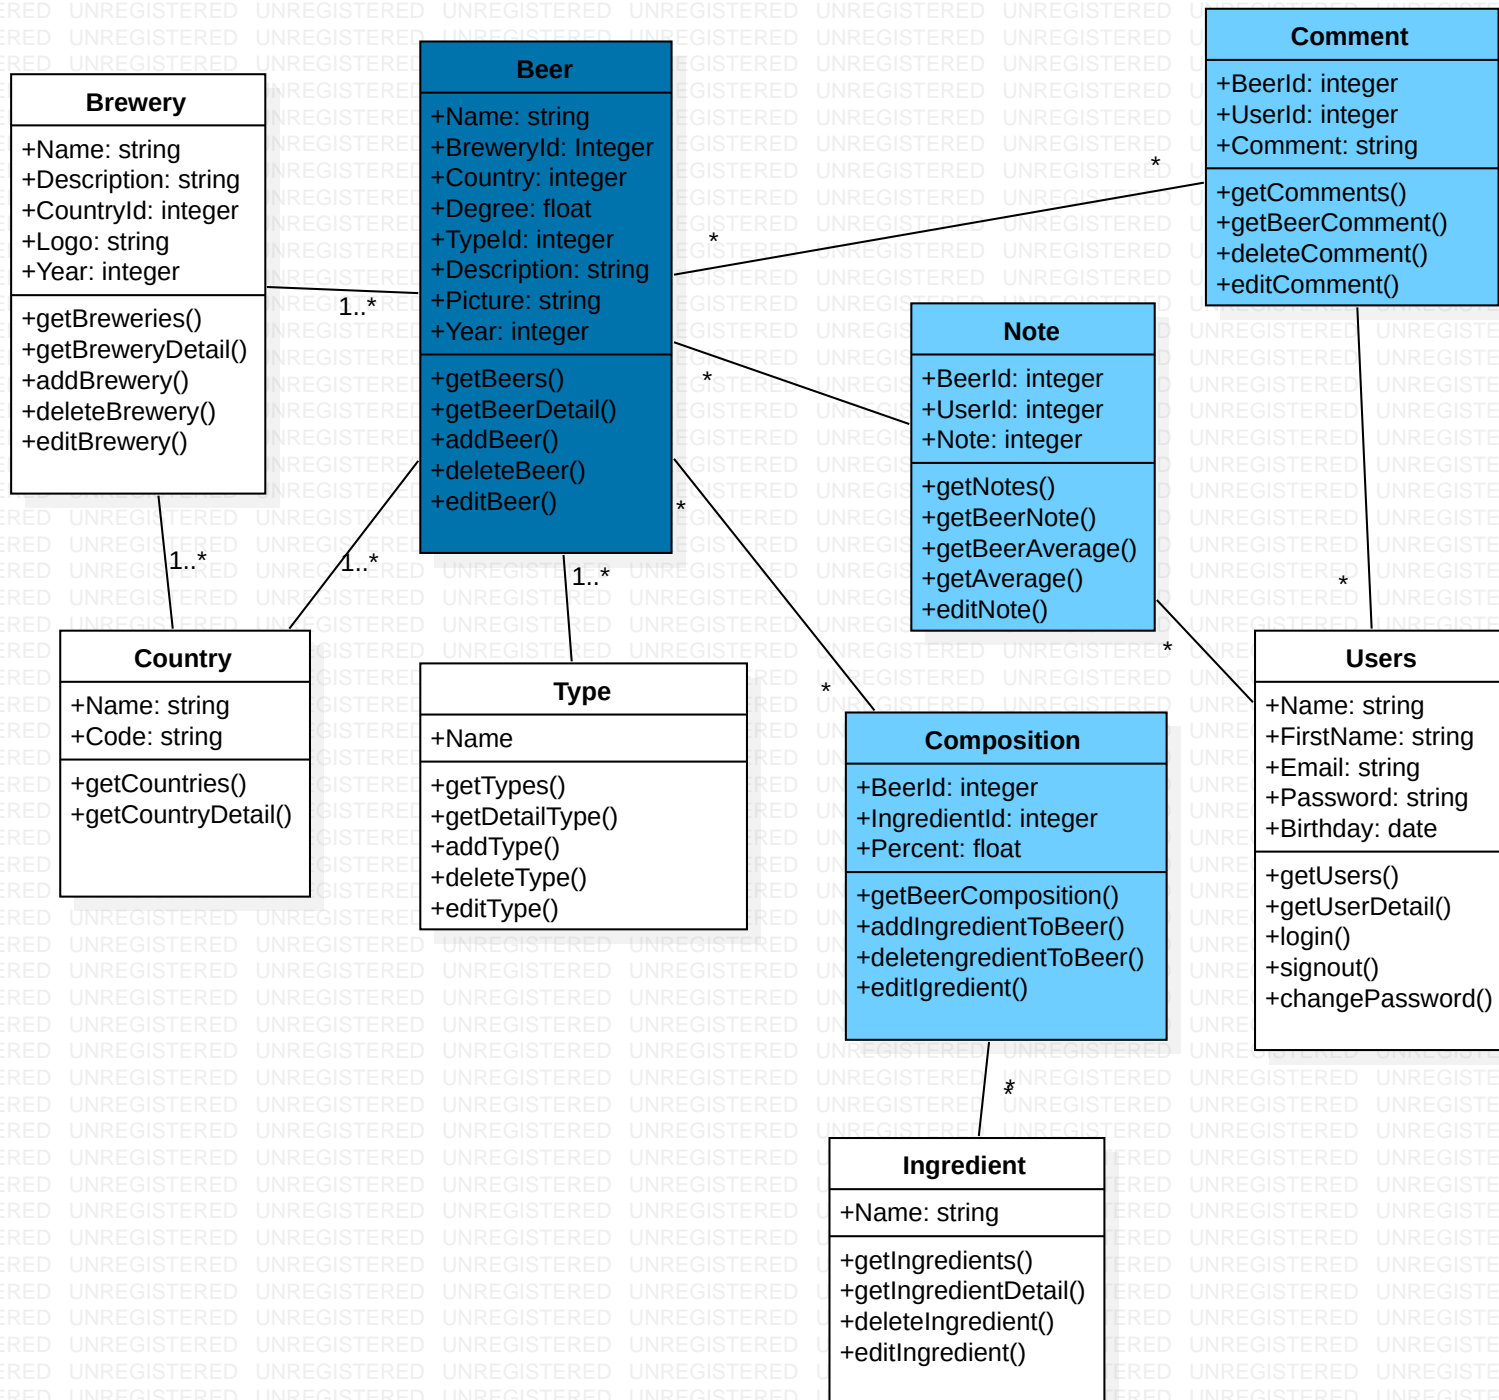 Brewery
+Name: string
+Description: string
+CountryId: integer
+Logo: string
+Year: integer
+getBreweries()
+getBreweryDetail()
+addBrewery()
+deleteBrewery()
+editBrewery()
Beer
+Name: string
+BreweryId: Integer
+Country: integer
+Degree: float
+TypeId: integer
+Description: string
+Picture: string
+Year: integer
+getBeers()
+getBeerDetail()
+addBeer()
+deleteBeer()
+editBeer()
Comment
+BeerId: integer
+UserId: integer
+Comment: string
+getComments()
+getBeerComment()
+deleteComment()
+editComment()
Note
+BeerId: integer
+UserId: integer
+Note: integer
+getNotes()
+getBeerNote()
+getBeerAverage()
+getAverage()
+editNote()
1..*
*
*
*
*
1..*
1..*
1..*
*
*
*
Country
+Name: string
+Code: string
+getCountries()
+getCountryDetail()
Type
+Name
+getTypes()
+getDetailType()
+addType()
+deleteType()
+editType()
Composition
+BeerId: integer
+IngredientId: integer
+Percent: float
+getBeerComposition()
+addIngredientToBeer()
+deletengredientToBeer()
+editIgredient()
Users
+Name: string
+FirstName: string
+Email: string
+Password: string
+Birthday: date
+getUsers()
+getUserDetail()
+login()
+signout()
+changePassword()
*
*
Ingredient
+Name: string
+getIngredients()
+getIngredientDetail()
+deleteIngredient()
+editIngredient()
UNREGISTERED